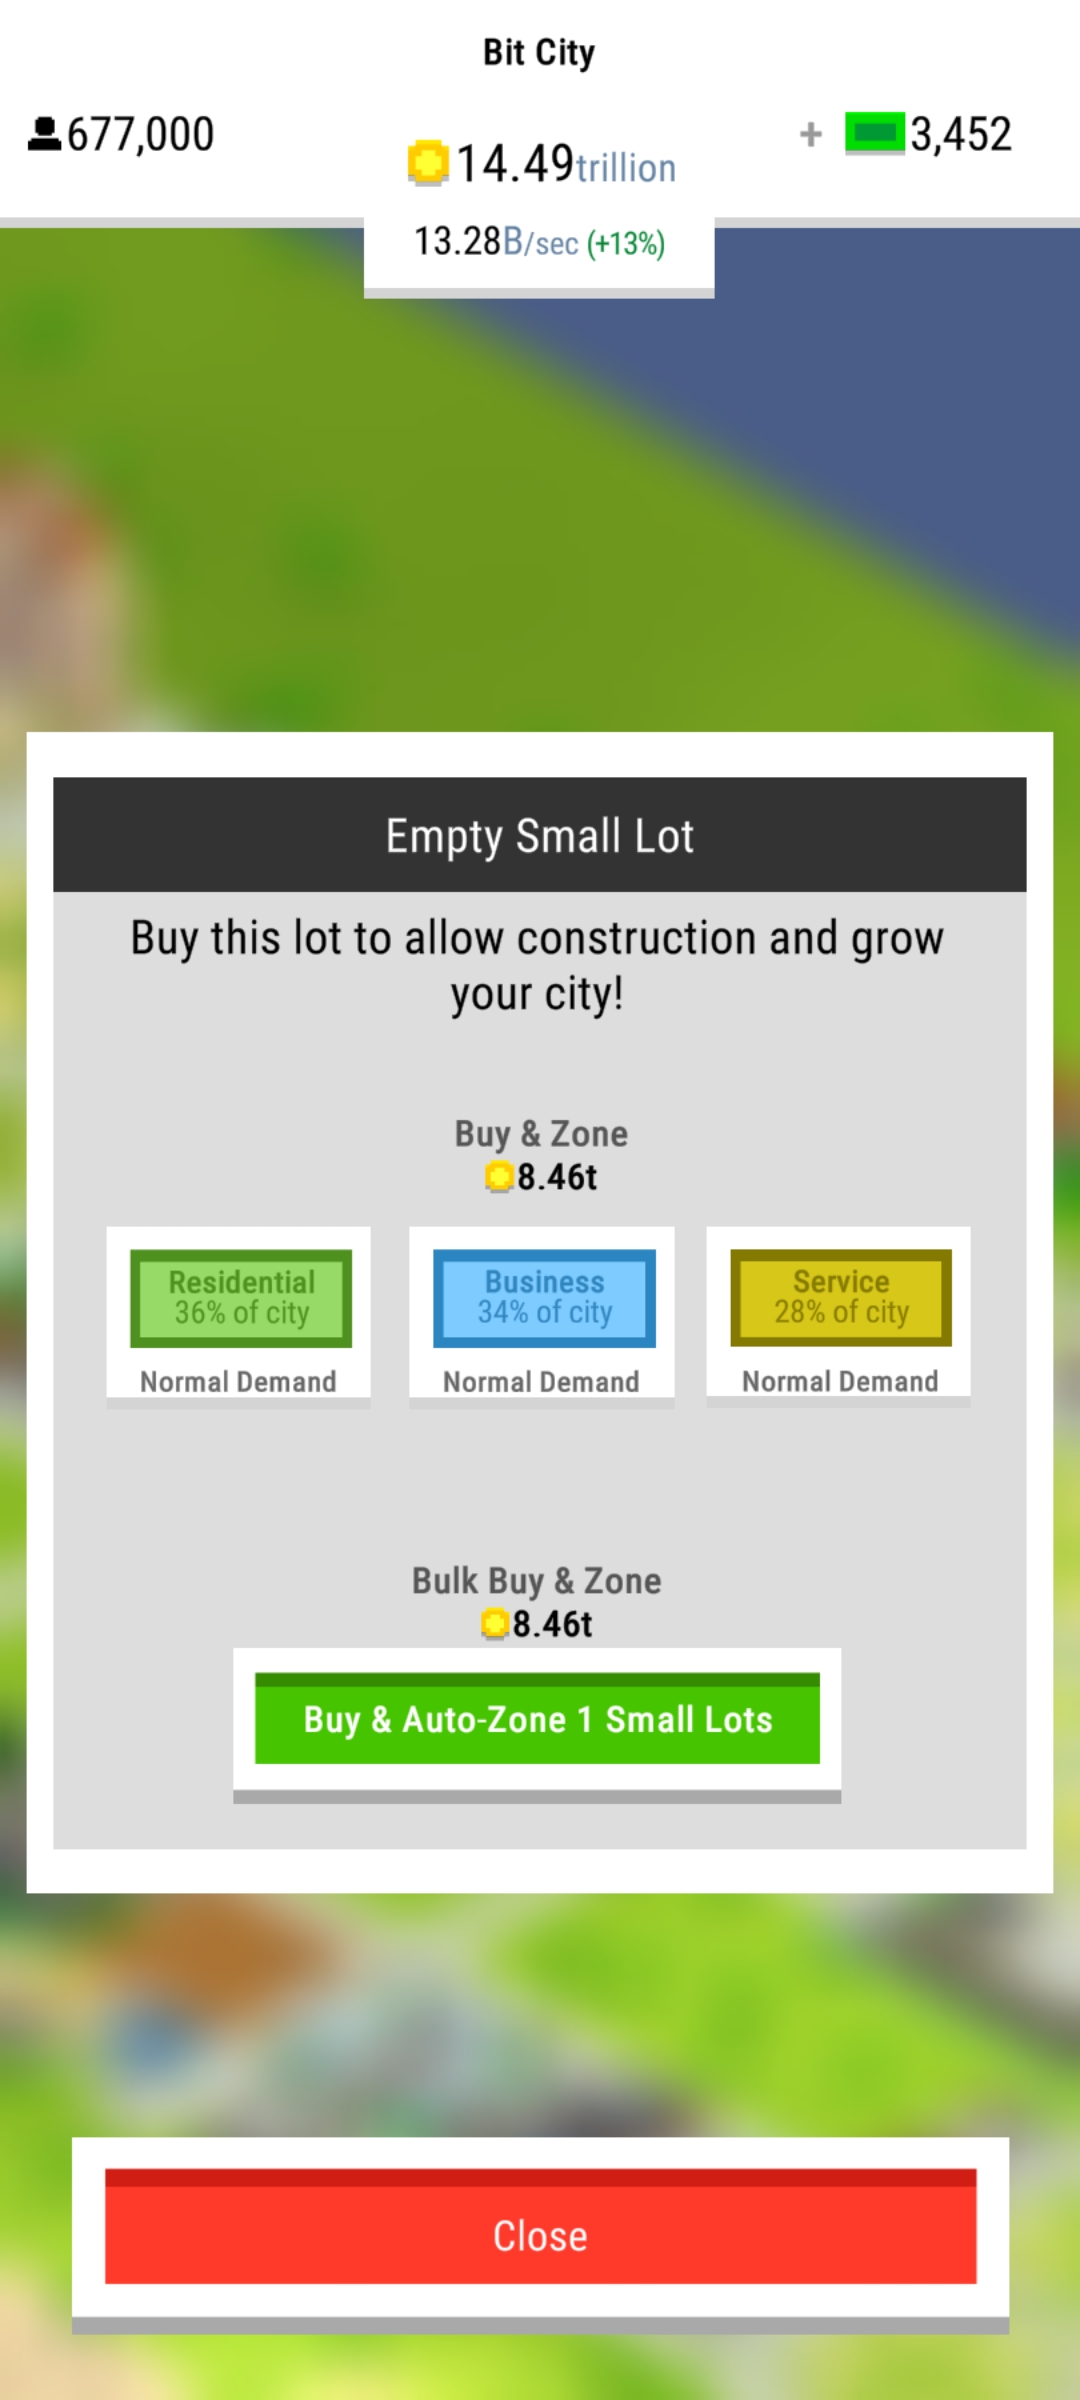 Bit City
677,000
+ 3,452
14.49trillion
13.28B/sec (+13%)
Empty Small Lot
Buy this lot to allow construction and grow
your city!
Buy & Zone
8.46t
Residential
36% of city
Normal Demand
Business
34% of city
Normal Demand
Service
28% of city
Normal Demand
Bulk Buy & Zone
8.46t
Buy & Auto-Zone 1 Small Lots
Close